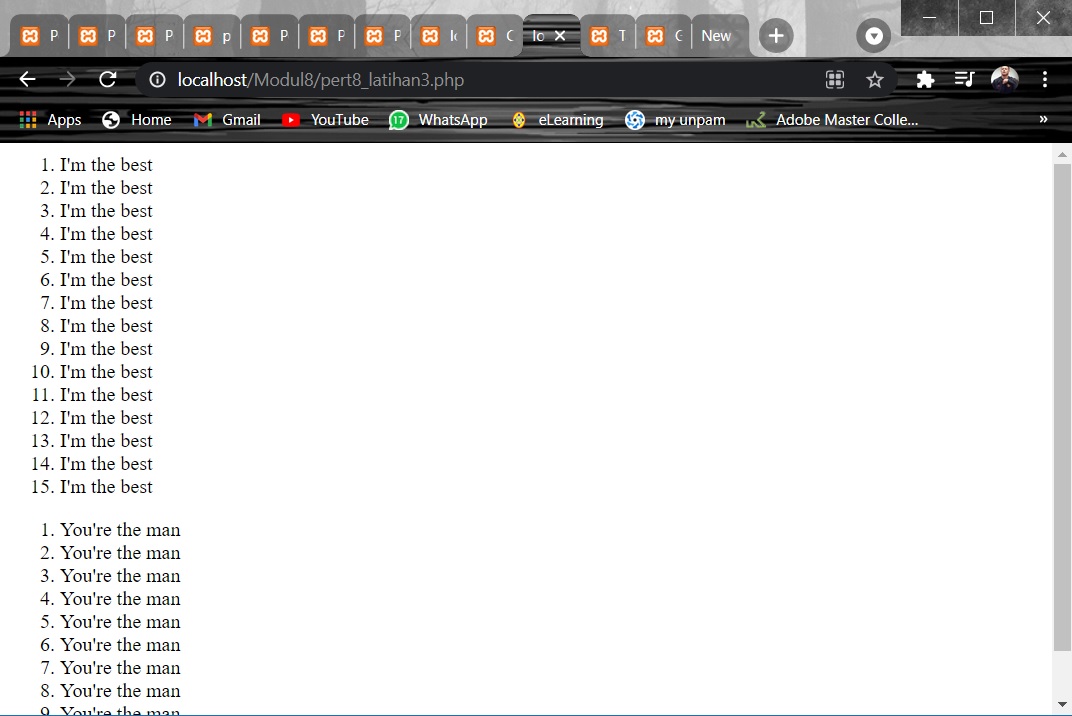 P P P p P P P Ic C lo T C New
localhost/Modul8/pert8_latihan3.php
Apps Home Gmail YouTube 17 WhatsApp eLearning my unpam Adobe Master Colle... »
1. I'm the best
2. I'm the best
3. I'm the best
4. I'm the best
5. I'm the best
6. I'm the best
7. I'm the best
8. I'm the best
9. I'm the best
10. I'm the best
11. I'm the best
12. I'm the best
13. I'm the best
14. I'm the best
15. I'm the best
1. You're the man
2. You're the man
3. You're the man
4. You're the man
5. You're the man
6. You're the man
7. You're the man
8. You're the man
9. You're the man